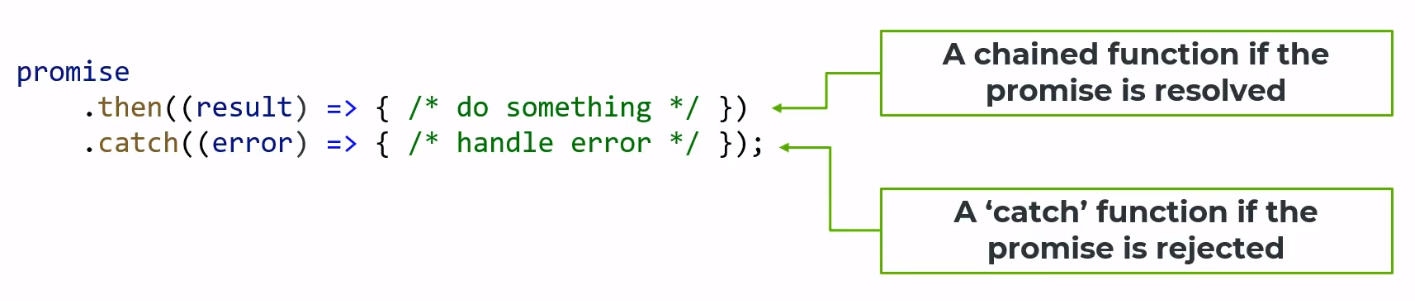 promise
    .then((result) => { /* do something */ })
    .catch((error) => { /* handle error */ });
A chained function if the
promise is resolved
A ‘catch’ function if the
promise is rejected